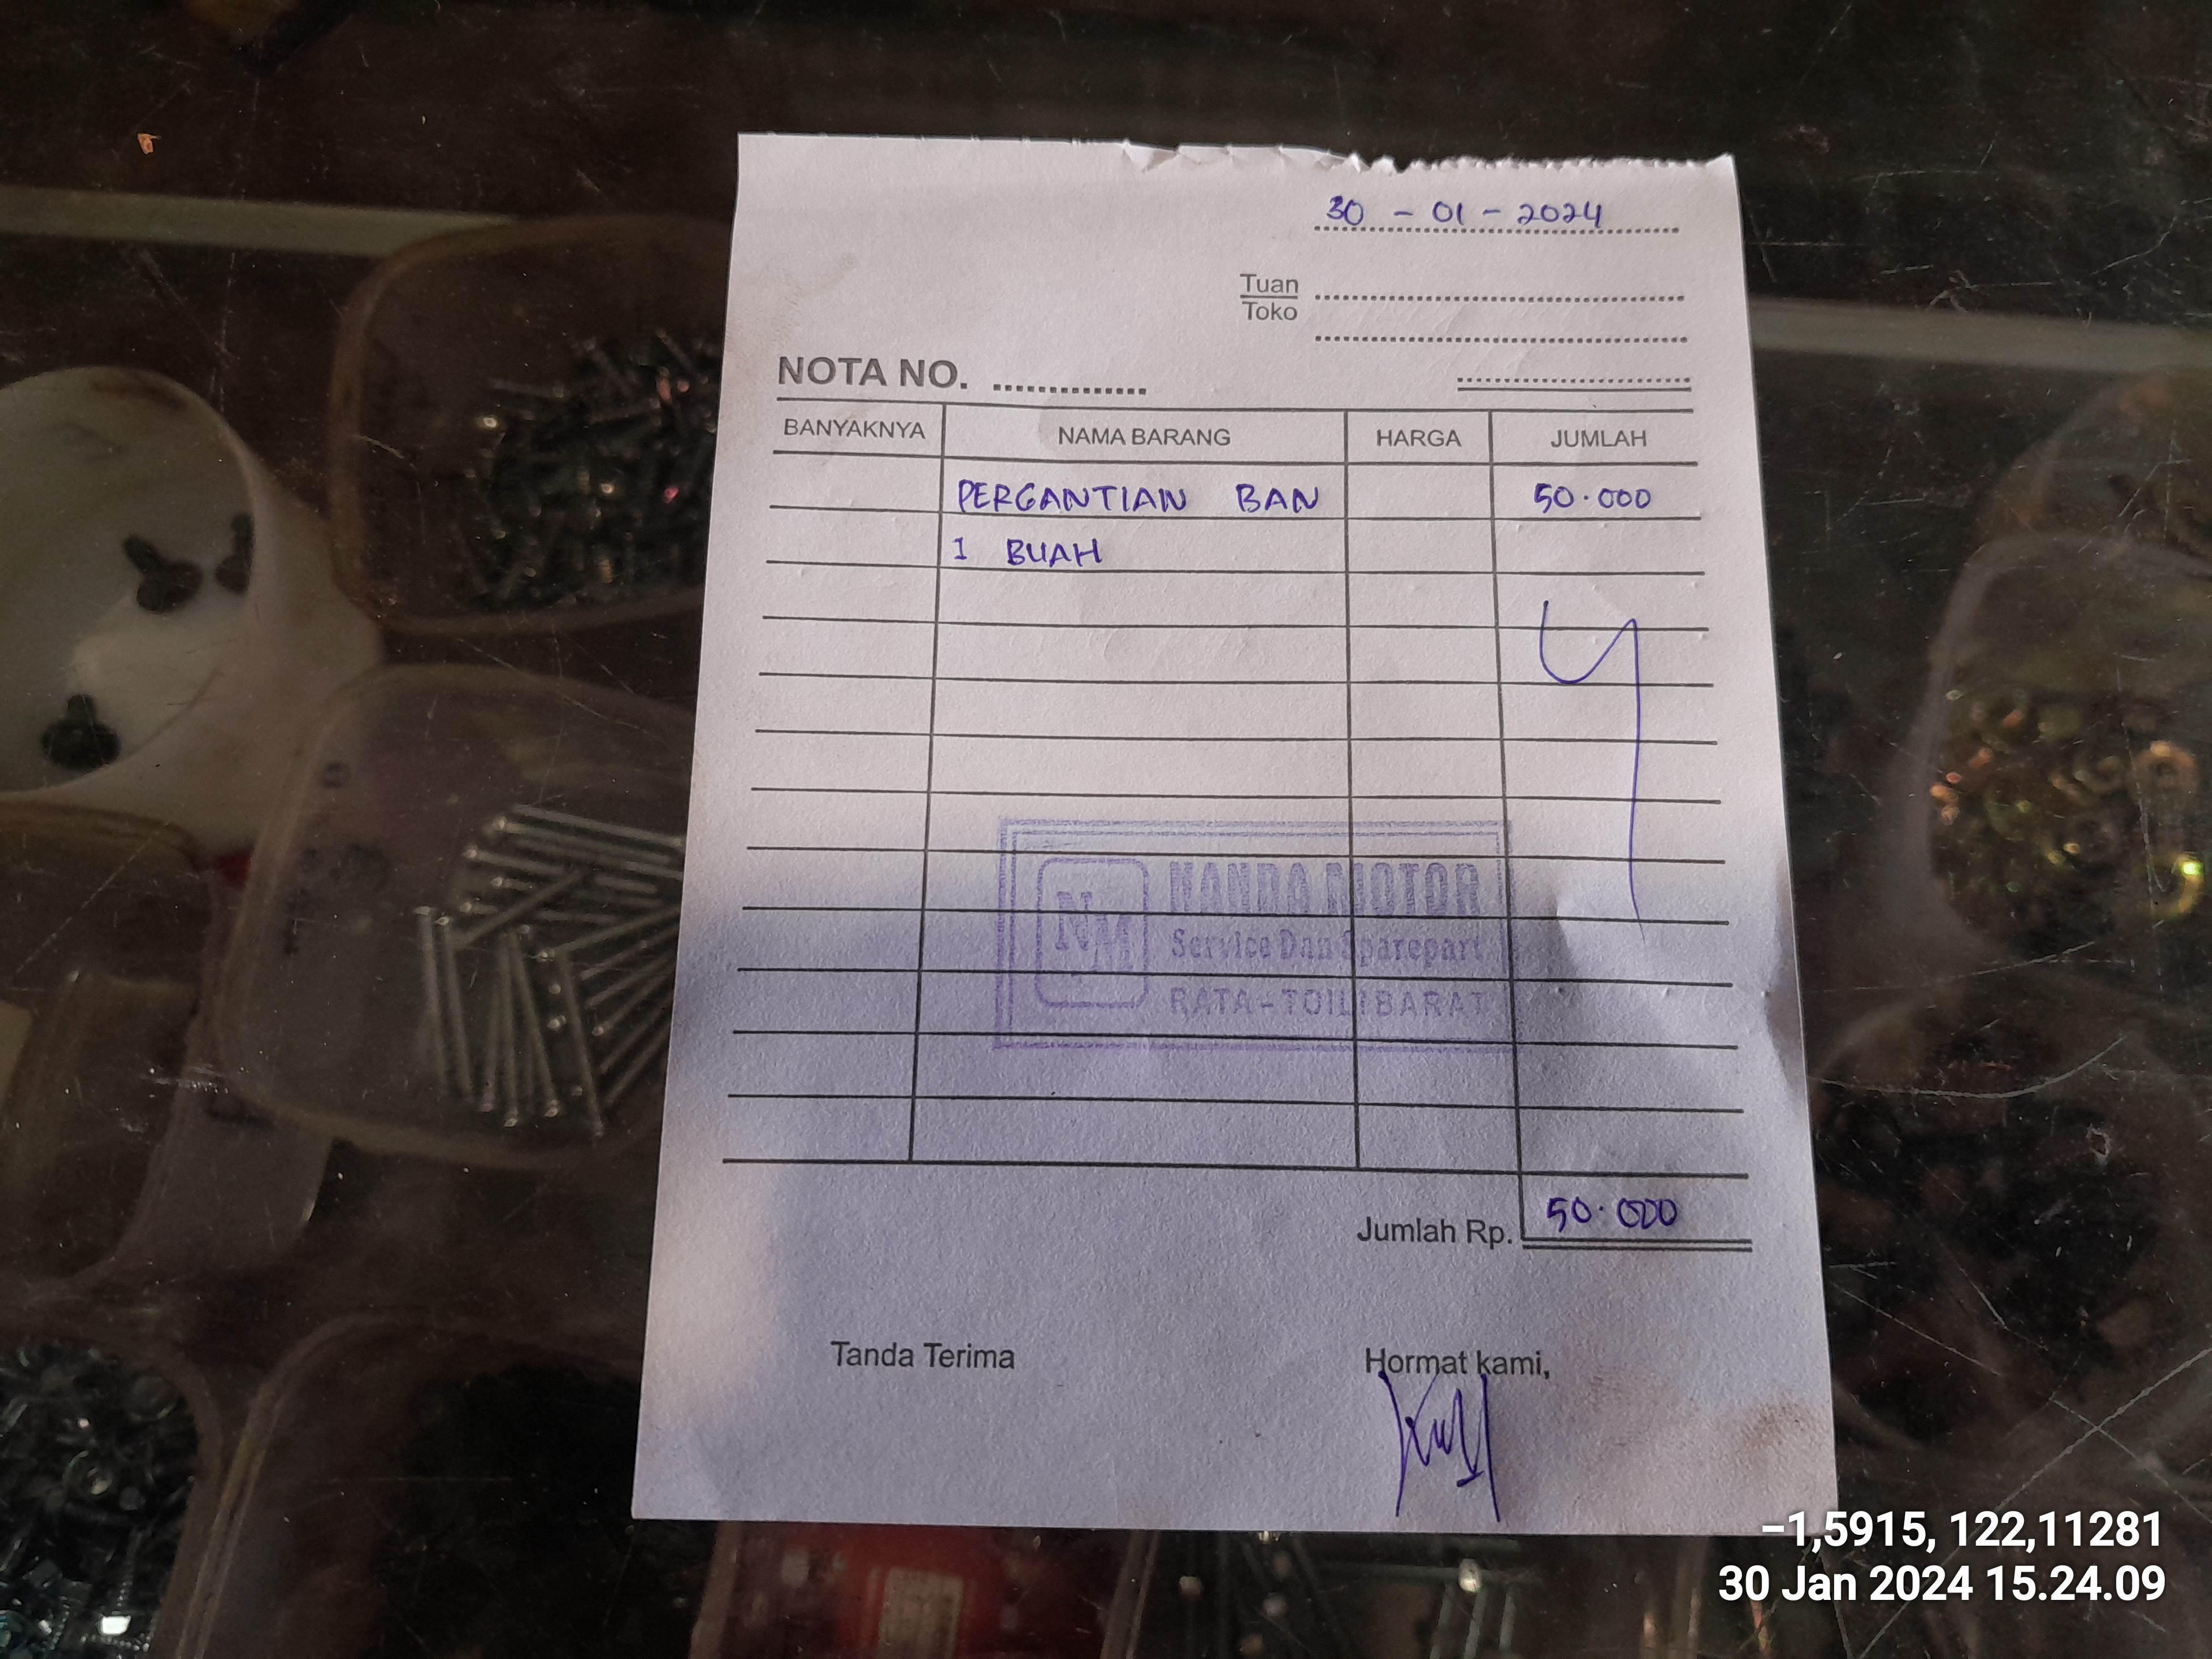 30 - 01 - 2024
Tuan
Toko
NOTA NO.
BANYAKNYA NAMA BARANG HARGA JUMLAH
PERGANTIAN BAN 50.000
1 BUAH
NM
NANDA MOTOR
Service Dan Sparepart
RATA - TOILI BARAT
Jumlah Rp. 50.000
Tanda Terima Hormat kami,
-1,5915, 122,11281
30 Jan 2024 15.24.09